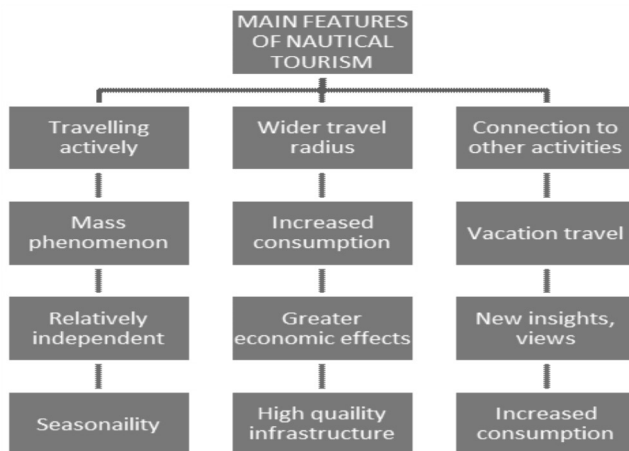 MAIN FEATURES
OF NAUTICAL
TOURISM
Travelling
actively
Wider travel
radius
Connection to
other activities
Mass
phenomenon
Increased
consumption
Vacation travel
Relatively
independent
Greater
economic effects
New insights,
views
Seasonaility
High quaility
infrastructure
Increased
consumption